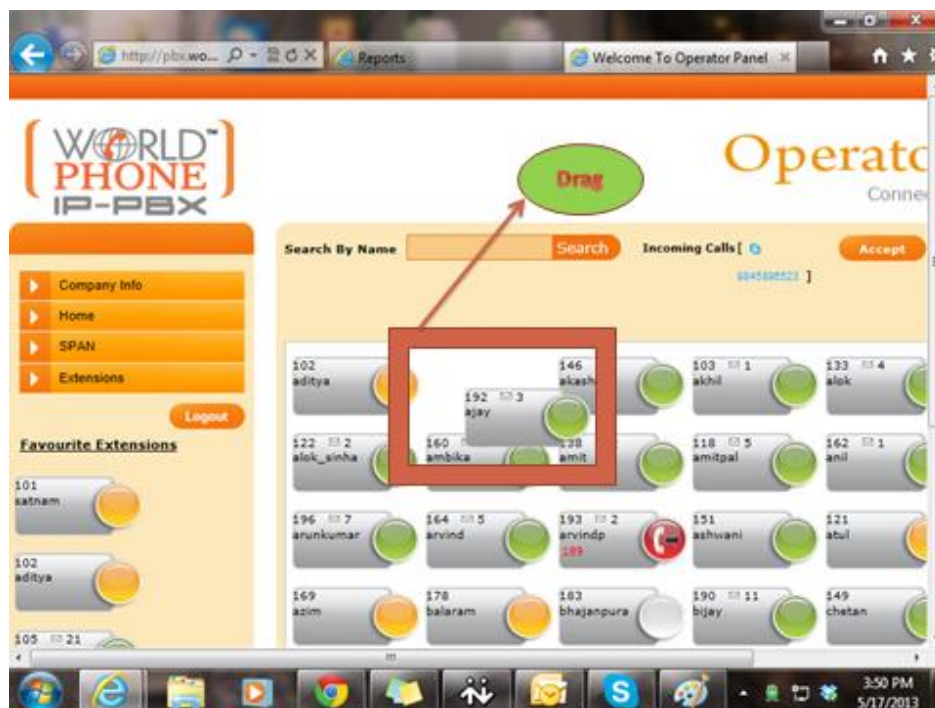 http://pbx.wo...
Reports
Welcome To Operator Panel
WORLD™
PHONE
IP-PBX
Drag
Operato
Connec
Search By Name
Search
Incoming Calls [
]
Accept
Company Info
Home
SPAN
Extensions
Logout
Favourite Extensions
101
satnam
102
aditya
105 21
102
aditya
192 3
ajay
146
akash
103 1
akhil
133 4
alok
122 2
alok_sinha
160
ambika
138
amit
118 5
amitpal
162 1
anil
196 7
arunkumar
164 5
arvind
193 2
arvindp
189
151
ashwani
121
atul
169
azim
178
balaram
183
bhajanpura
190 11
bijay
149
chetan
3:50 PM
5/17/2013